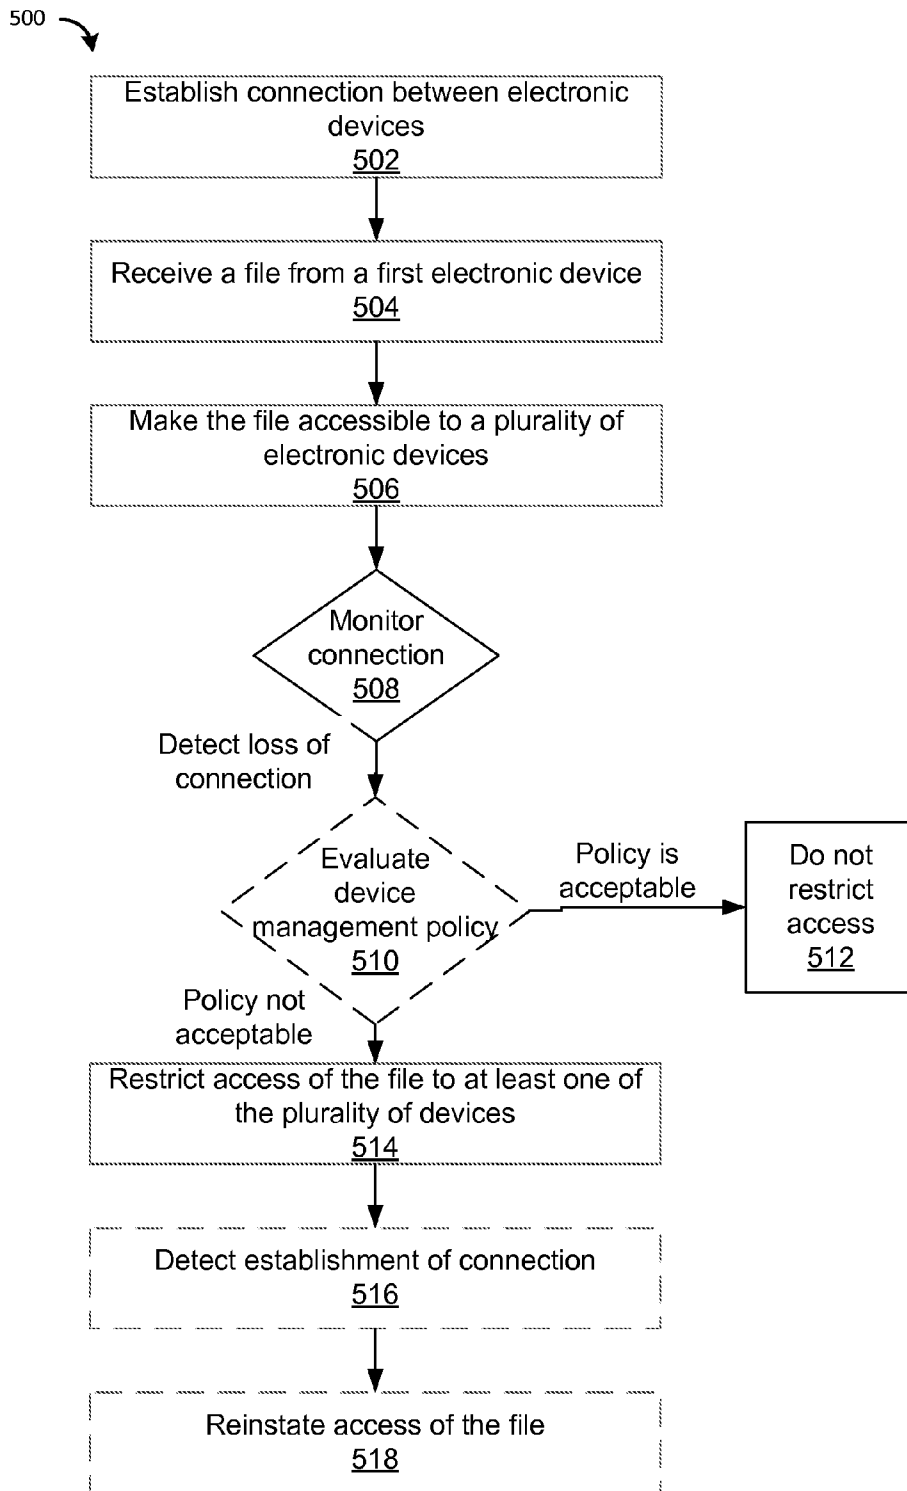 500
Establish connection between electronic
devices
502
Receive a file from a first electronic device
504
Make the file accessible to a plurality of
electronic devices
506
Monitor
connection
508
Detect loss of
connection
Evaluate
device
management policy
510
Policy is
acceptable
Do not
restrict
access
512
Policy not
acceptable
Restrict access of the file to at least one of
the plurality of devices
514
Detect establishment of connection
516
Reinstate access of the file
518